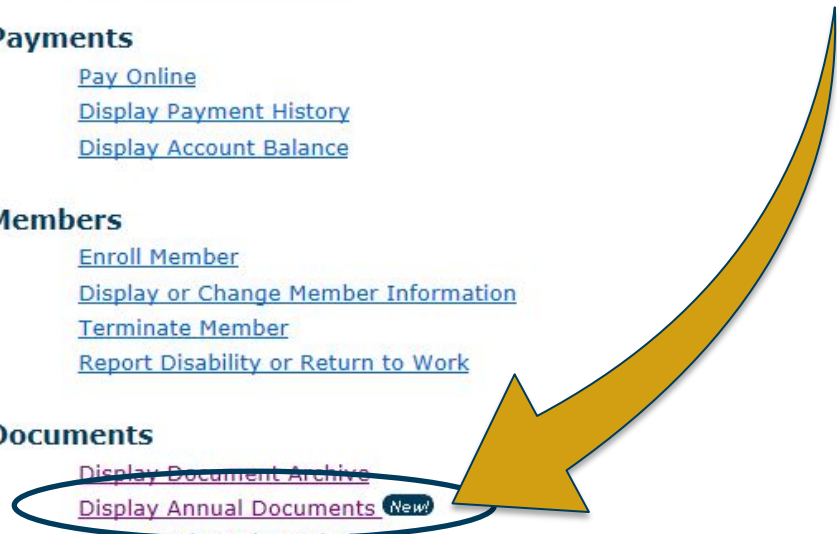 Payments
Pay Online
Display Payment History
Display Account Balance
Members
Enroll Member
Display or Change Member Information
Terminate Member
Report Disability or Return to Work
Documents
Display Document Archive
Display Annual Documents New!